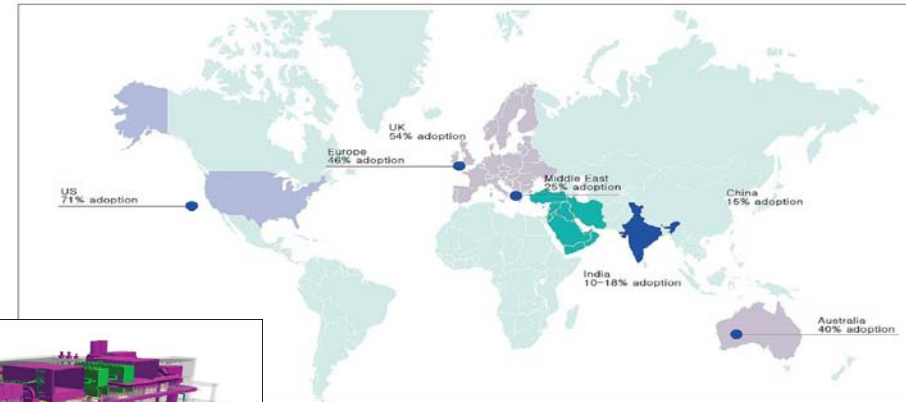 UK
54% adoption
Europe
46% adoption
Middle East
25% adoption
US
71% adoption
China
15% adoption
India
10-18% adoption
Australia
40% adoption